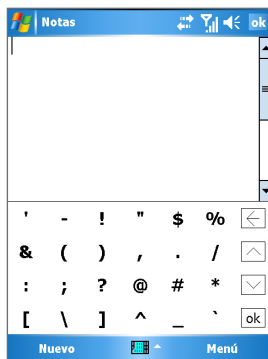 Notas ok
' - ! " $ % ←
& ( ) , . /
: ; ? @ # *
[ \ ] ^ _ ` ok
Nuevo Menú